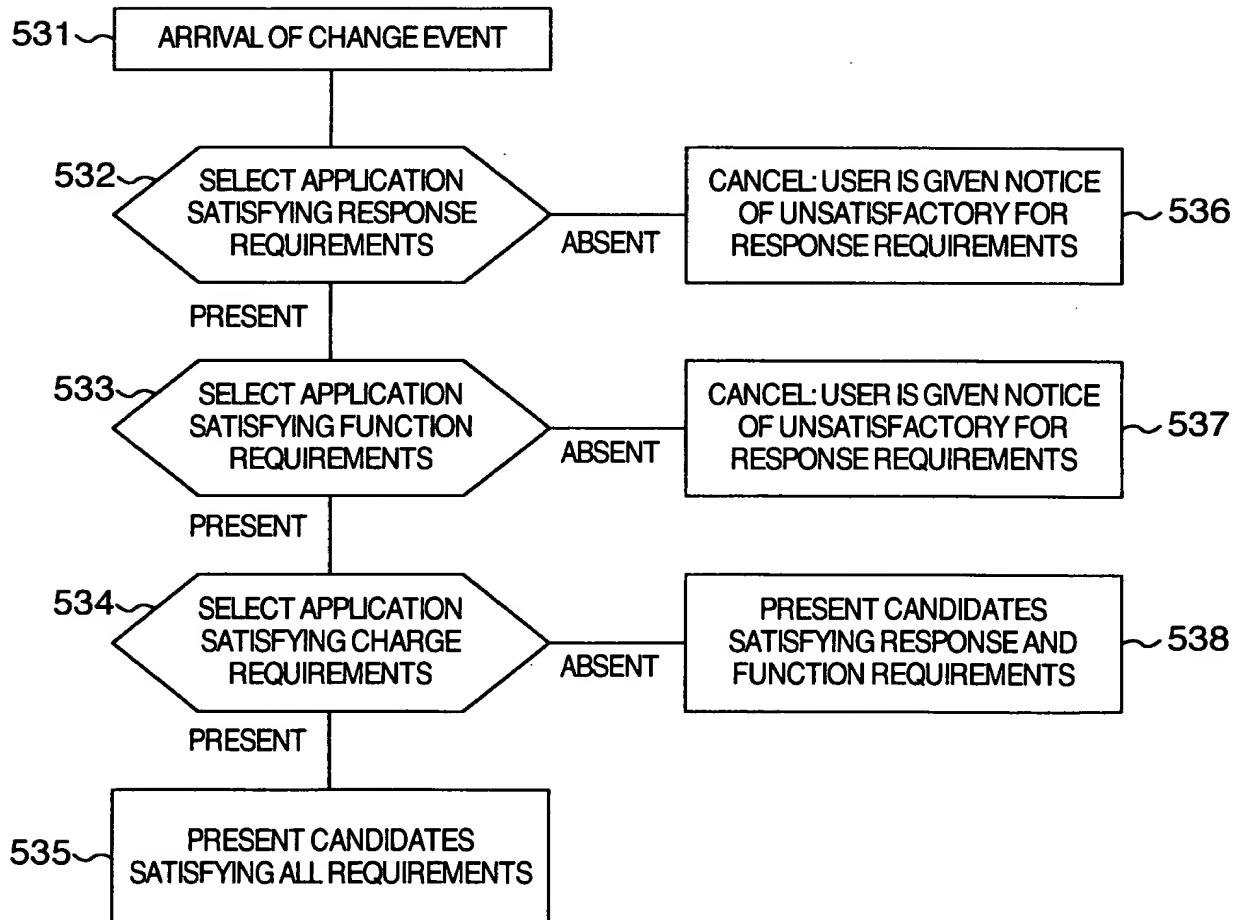 531
ARRIVAL OF CHANGE EVENT
532
SELECT APPLICATION
SATISFYING RESPONSE
REQUIREMENTS
ABSENT
CANCEL: USER IS GIVEN NOTICE
OF UNSATISFACTORY FOR
RESPONSE REQUIREMENTS
536
PRESENT
533
SELECT APPLICATION
SATISFYING FUNCTION
REQUIREMENTS
ABSENT
CANCEL: USER IS GIVEN NOTICE
OF UNSATISFACTORY FOR
RESPONSE REQUIREMENTS
537
PRESENT
534
SELECT APPLICATION
SATISFYING CHARGE
REQUIREMENTS
ABSENT
PRESENT CANDIDATES
SATISFYING RESPONSE AND
FUNCTION REQUIREMENTS
538
PRESENT
535
PRESENT CANDIDATES
SATISFYING ALL REQUIREMENTS